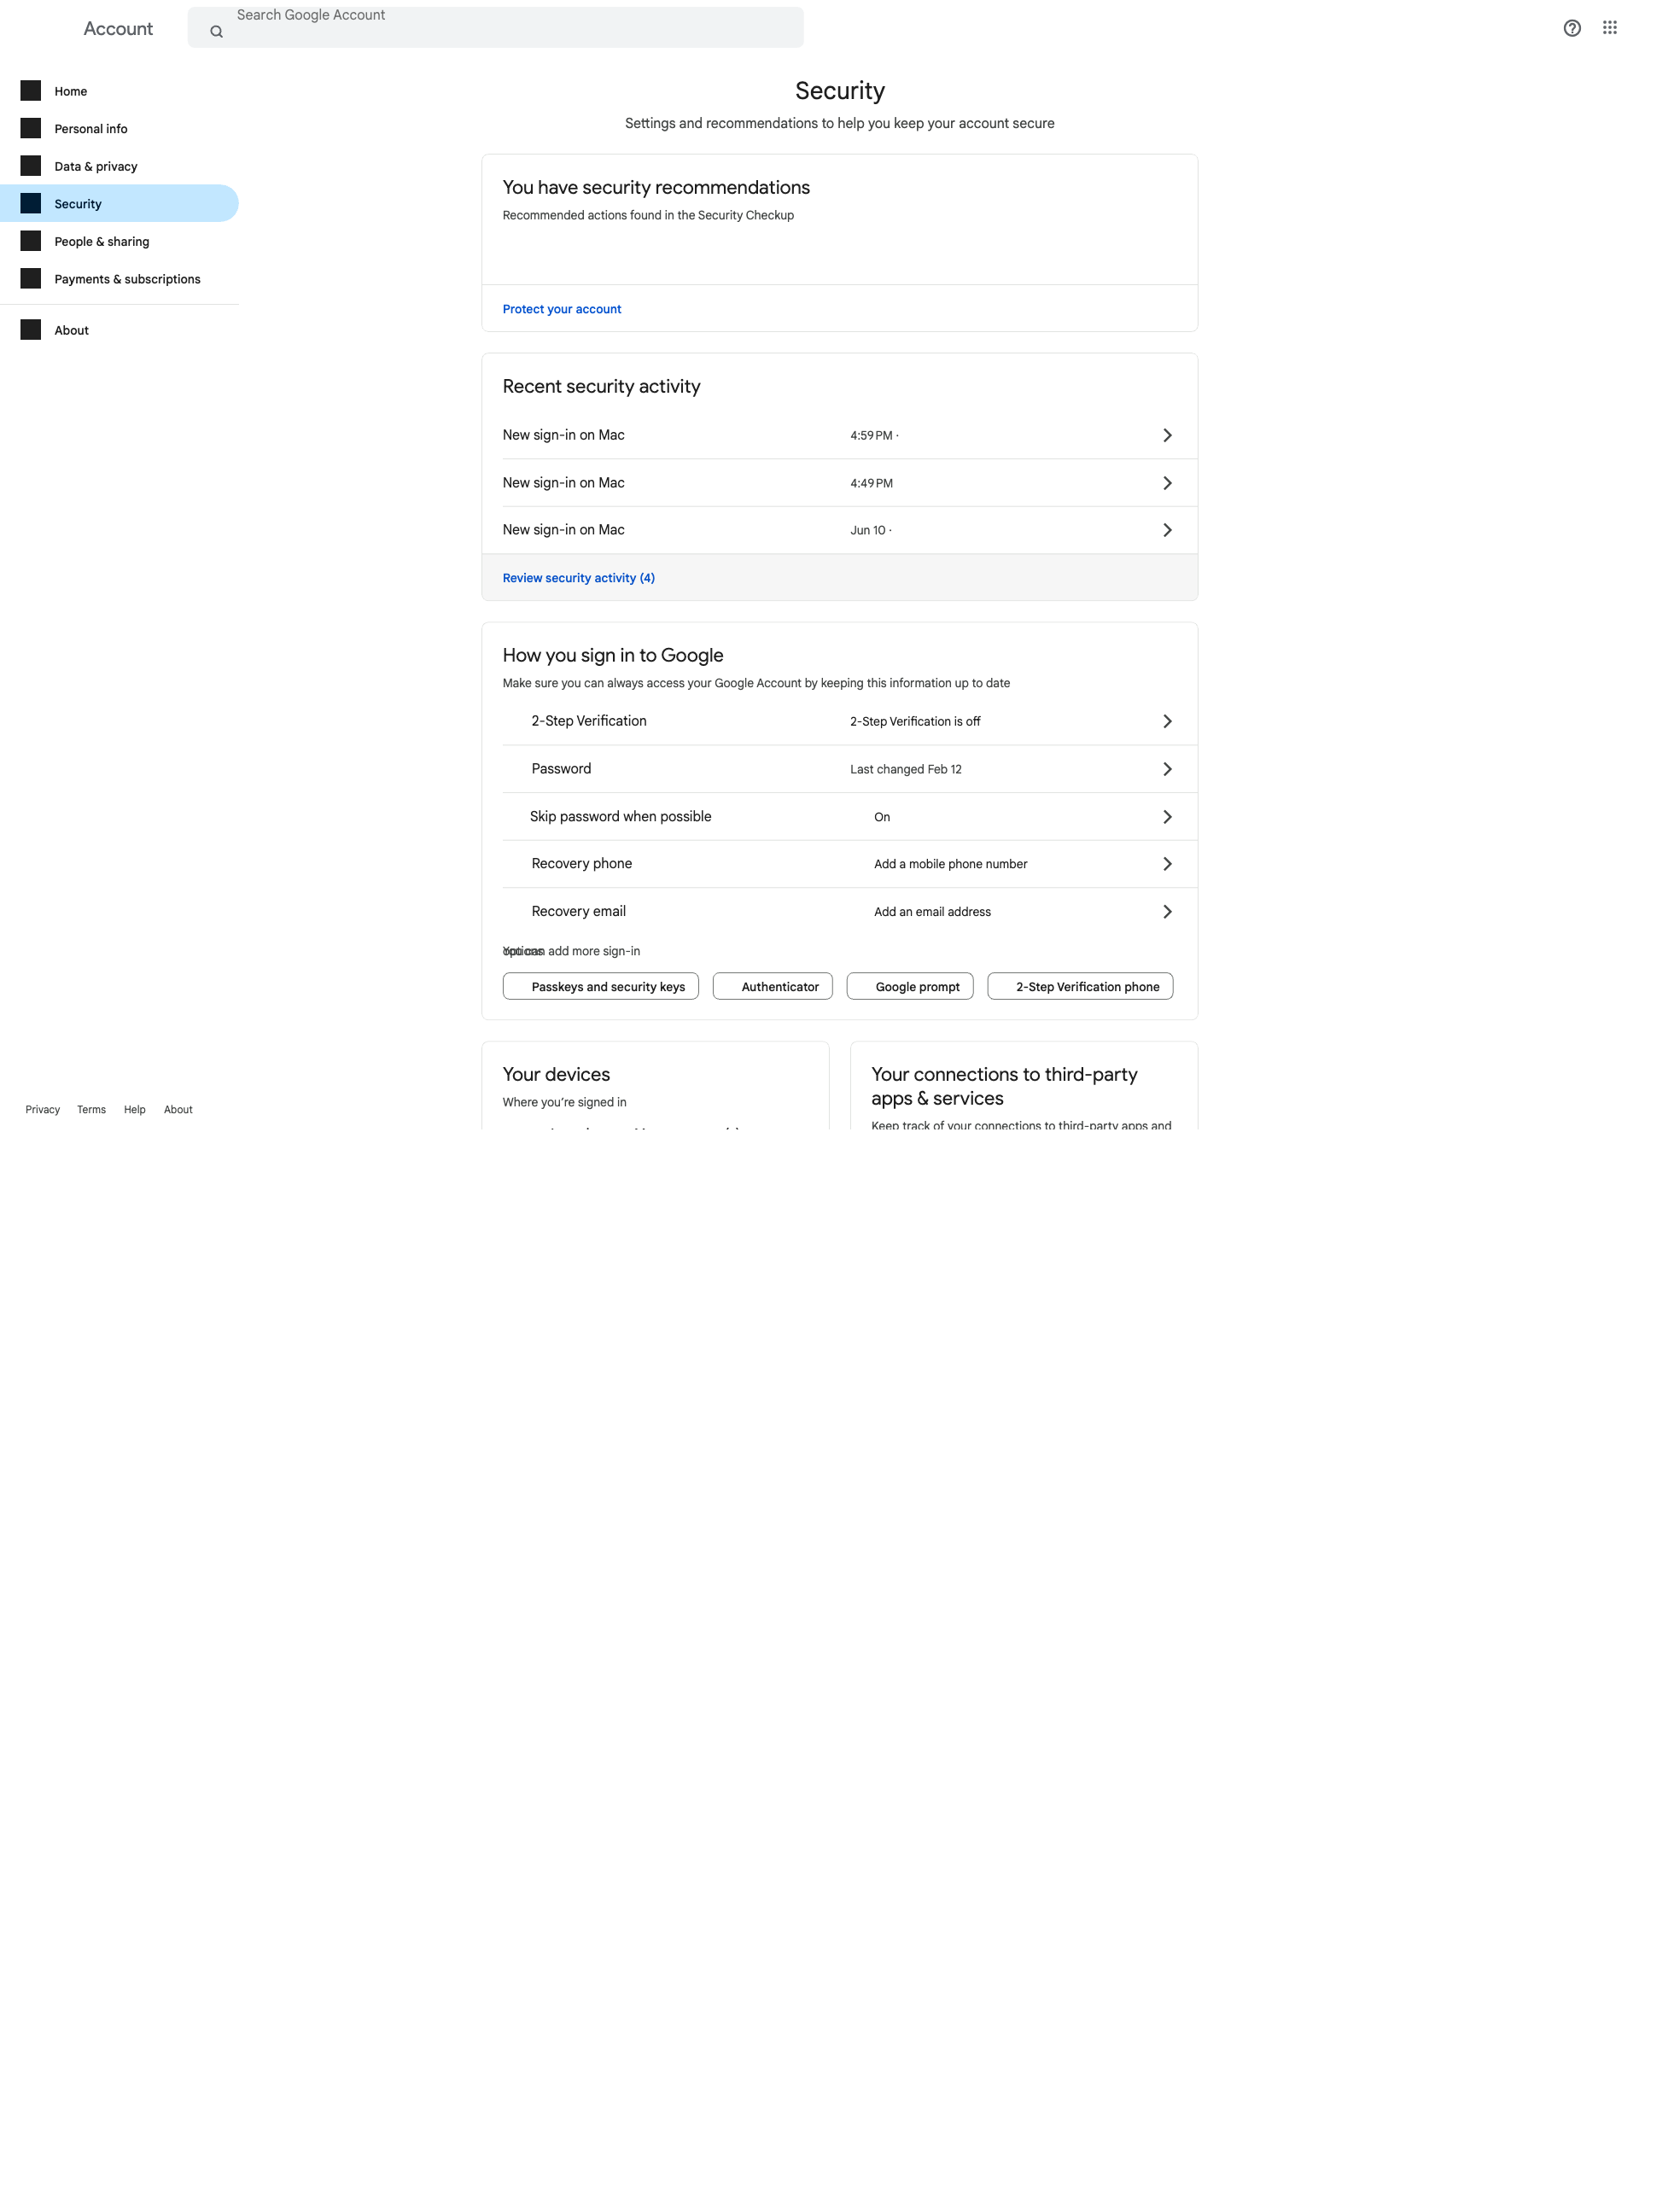 Account
Search Google Account
Home
Personal info
Data & privacy
Security
People & sharing
Payments & subscriptions
About
Security
Settings and recommendations to help you keep your account secure
You have security recommendations
Recommended actions found in the Security Checkup
Protect your account
Recent security activity
New sign-in on Mac
4:59 PM ·
New sign-in on Mac
4:49 PM
New sign-in on Mac
Jun 10 ·
Review security activity (4)
How you sign in to Google
Make sure you can always access your Google Account by keeping this information up to date
2-Step Verification
2-Step Verification is off
Password
Last changed Feb 12
Skip password when possible
On
Recovery phone
Add a mobile phone number
Recovery email
Add an email address
You can add more sign-in
options
Passkeys and security keys
Authenticator
Google prompt
2-Step Verification phone
Your devices
Where you're signed in
Your connections to third-party
apps & services
Keep track of your connections to third-party apps and
Privacy
Terms
Help
About